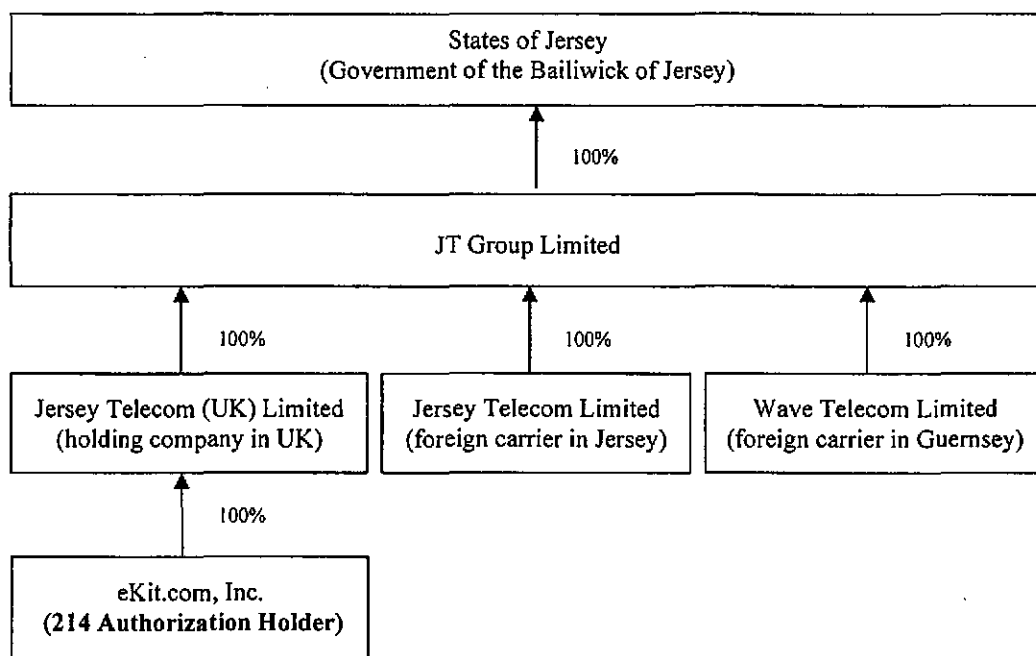 States of Jersey
(Government of the Bailiwick of Jersey)
100%
JT Group Limited
100%
100%
100%
Jersey Telecom (UK) Limited
(holding company in UK)
Jersey Telecom Limited
(foreign carrier in Jersey)
Wave Telecom Limited
(foreign carrier in Guernsey)
100%
eKit.com, Inc.
(214 Authorization Holder)